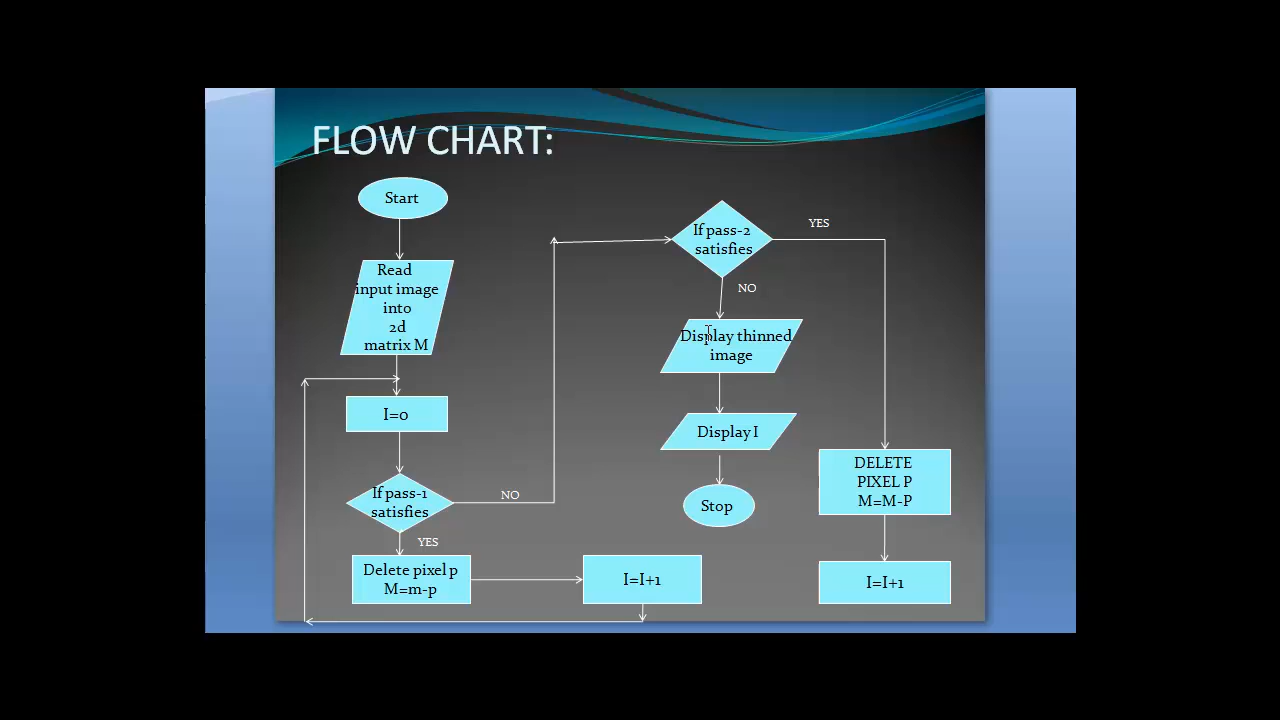 FLOW CHART:
Start
Read
input image
into
2d
matrix M
I=0
If pass-1
satisfies
NO
YES
Delete pixel p
M=m-p
I=I+1
If pass-2
satisfies
YES
NO
Display thinned
image
Display I
Stop
DELETE
PIXEL P
M=M-P
I=I+1